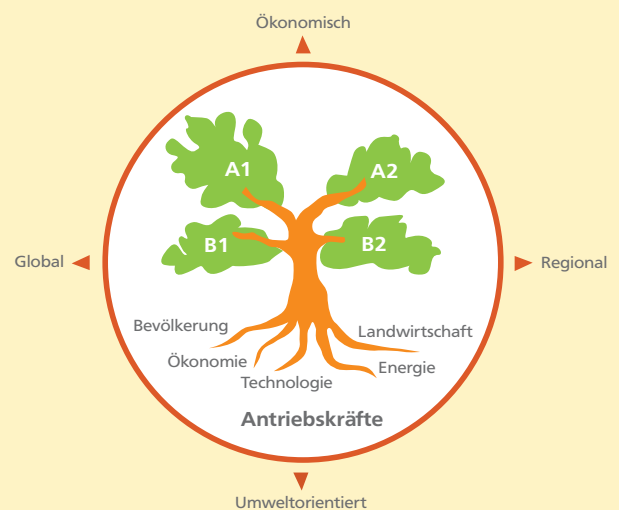 Ökonomisch
A1
A2
B1
B2
Global
Regional
Bevölkerung
Landwirtschaft
Ökonomie
Energie
Technologie
Antriebskräfte
Umweltorientiert